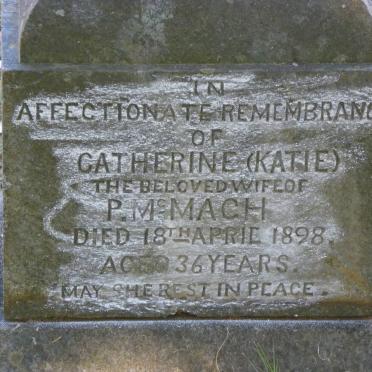 IN
AFFECTIONATE REMEMBRANC
OF
CATHERINE (KATIE)
THE BELOVED WIFE OF
P. McMACH
DIED 18TH APRIL 1898.
AGED 36 YEARS.
MAY SHE REST IN PEACE.